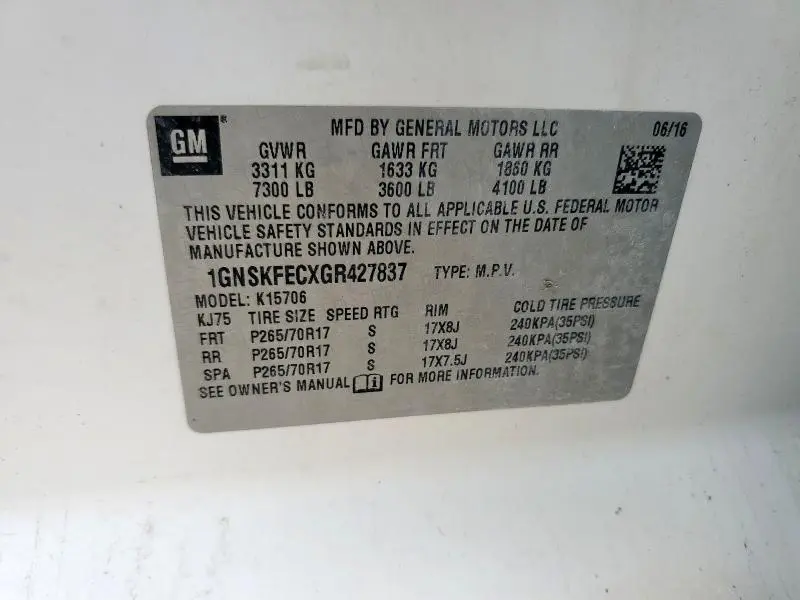 GM ®
MFD BY GENERAL MOTORS LLC 06/16
GVWR GAWR FRT GAWR RR
3311 KG 1633 KG 1860 KG
7300 LB 3600 LB 4100 LB
THIS VEHICLE CONFORMS TO ALL APPLICABLE U.S. FEDERAL MOTOR
VEHICLE SAFETY STANDARDS IN EFFECT ON THE DATE OF
MANUFACTURE SHOWN ABOVE.
1GNSKFECXGR427837 TYPE: M.P.V.
MODEL: K15706
KJ75 TIRE SIZE SPEED RTG RIM COLD TIRE PRESSURE
FRT P265/70R17 S 17X8J 240KPA(35PSI)
RR P265/70R17 S 17X8J 240KPA(35PSI)
SPA P265/70R17 S 17X7.5J 240KPA(35PSI)
SEE OWNER'S MANUAL FOR MORE INFORMATION.